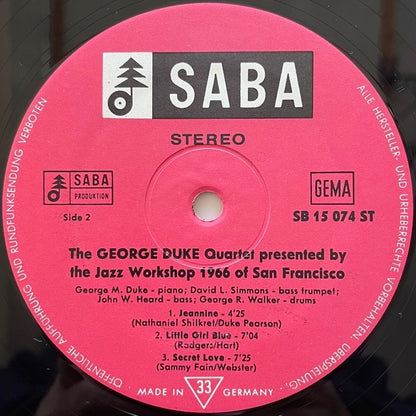 SABA
STEREO
SABA
PRODUKTION
GEMA
Side 2
SB 15 074 ST
The GEORGE DUKE Quartet presented by
the Jazz Workshop 1966 of San Francisco
George M. Duke - piano; David L. Simmons - bass trumpet;
John W. Heard - bass; George R. Walker - drums
1. Jeannine - 4'25
(Nathaniel Shilkret/Duke Pearson)
2. Little Girl Blue - 7'04
(Rodgers/Hart)
3. Secret Love - 7'25
(Sammy Fain/Webster)
MADE IN 33 GERMANY
ALLE HERSTELLER- UND URHEBERRECHTE VORBEHALTEN. ÜBERSPIELUNG,
ÖFFENTLICHE AUFFÜHRUNG UND RUNDFUNKSENDUNG VERBOTEN